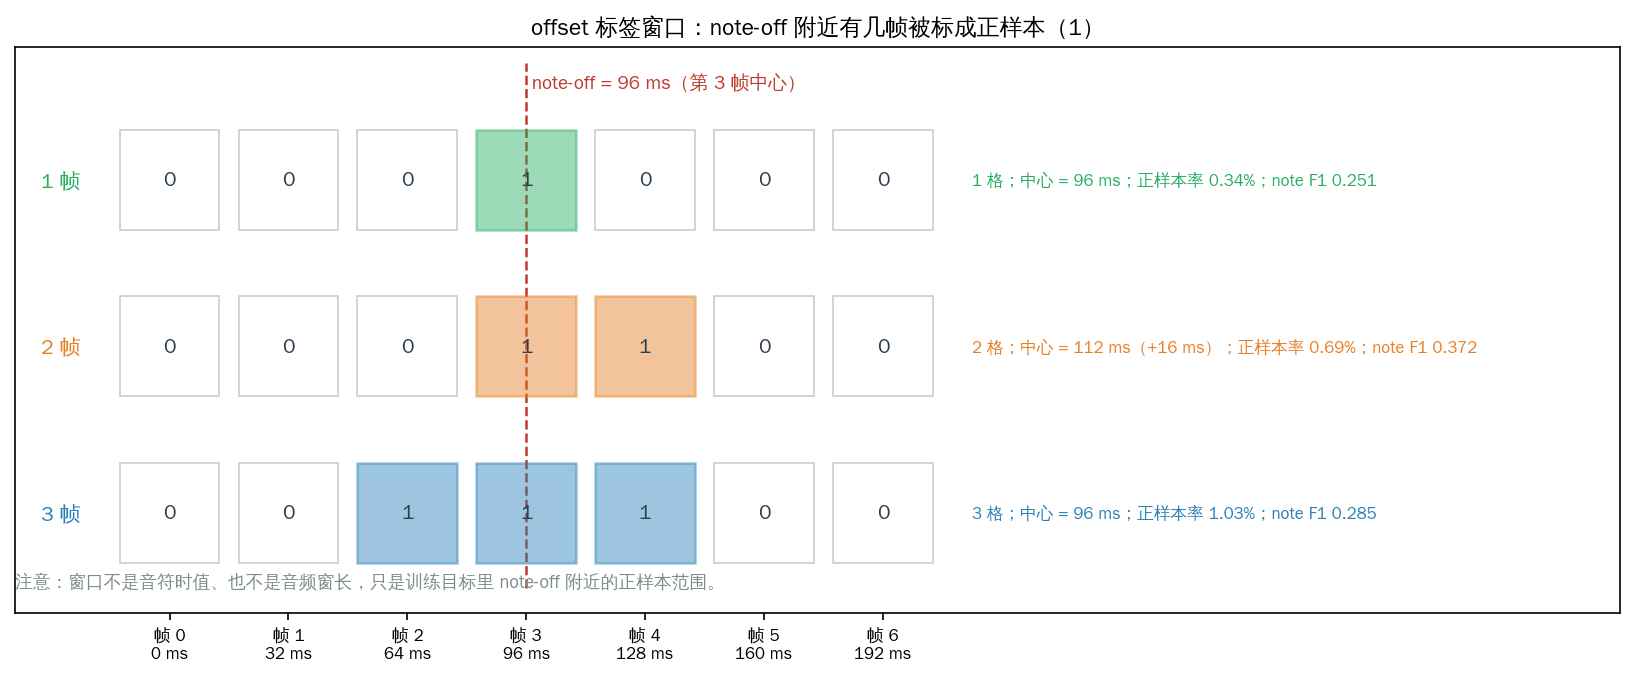 offset 标签窗口：note-off 附近有几帧被标成正样本（1）
note-off = 96 ms（第 3 帧中心）
1 帧 0 0 0 1 0 0 0 1 格；中心 = 96 ms；正样本率 0.34%；note F1 0.251
2 帧 0 0 0 1 1 0 0 2 格；中心 = 112 ms（+16 ms）；正样本率 0.69%；note F1 0.372
3 帧 0 0 1 1 1 0 0 3 格；中心 = 96 ms；正样本率 1.03%；note F1 0.285
注意：窗口不是音符时值、也不是音频窗长，只是训练目标里 note-off 附近的正样本范围。
帧 0 帧 1 帧 2 帧 3 帧 4 帧 5 帧 6
0 ms 32 ms 64 ms 96 ms 128 ms 160 ms 192 ms